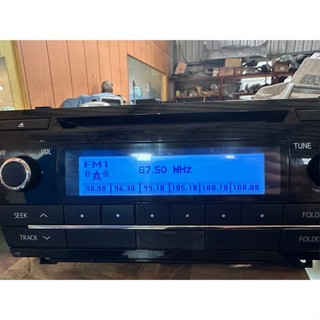 VOL
TUNE
FM1
87.50 MHz
98.90 96.30 99.10 105.10 100.10 108.00
SEEK
FOLD
TRACK
FOLDE